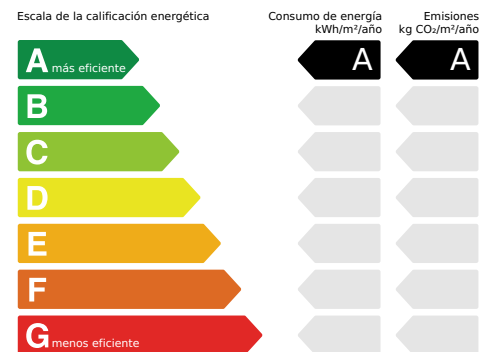 Escala de la calificación energética
Consumo de energía
kWh/m²/año
Emisiones
kg CO₂/m²/año
A más eficiente
A
A
B
C
D
E
F
G menos eficiente